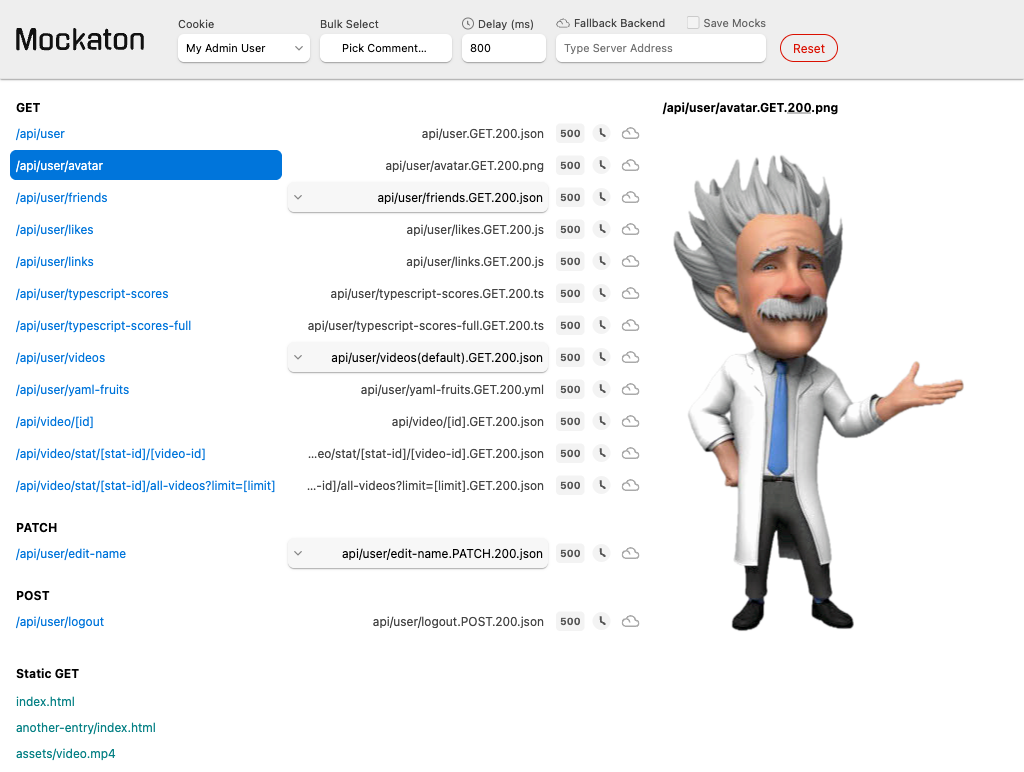 Mockaton
Cookie
My Admin User
Bulk Select
Pick Comment...
Delay (ms)
800
Fallback Backend
Save Mocks
Type Server Address
Reset
GET
/api/user api/user.GET.200.json 500
/api/user/avatar api/user/avatar.GET.200.png 500
/api/user/friends api/user/friends.GET.200.json 500
/api/user/likes api/user/likes.GET.200.js 500
/api/user/links api/user/links.GET.200.js 500
/api/user/typescript-scores api/user/typescript-scores.GET.200.ts 500
/api/user/typescript-scores-full api/user/typescript-scores-full.GET.200.ts 500
/api/user/videos api/user/videos(default).GET.200.json 500
/api/user/yaml-fruits api/user/yaml-fruits.GET.200.yml 500
/api/video/[id] api/video/[id].GET.200.json 500
/api/video/stat/[stat-id]/[video-id] ...eo/stat/[stat-id]/[video-id].GET.200.json 500
/api/video/stat/[stat-id]/all-videos?limit=[limit] ...-id]/all-videos?limit=[limit].GET.200.json 500
PATCH
/api/user/edit-name api/user/edit-name.PATCH.200.json 500
POST
/api/user/logout api/user/logout.POST.200.json 500
Static GET
index.html
another-entry/index.html
assets/video.mp4
/api/user/avatar.GET.200.png